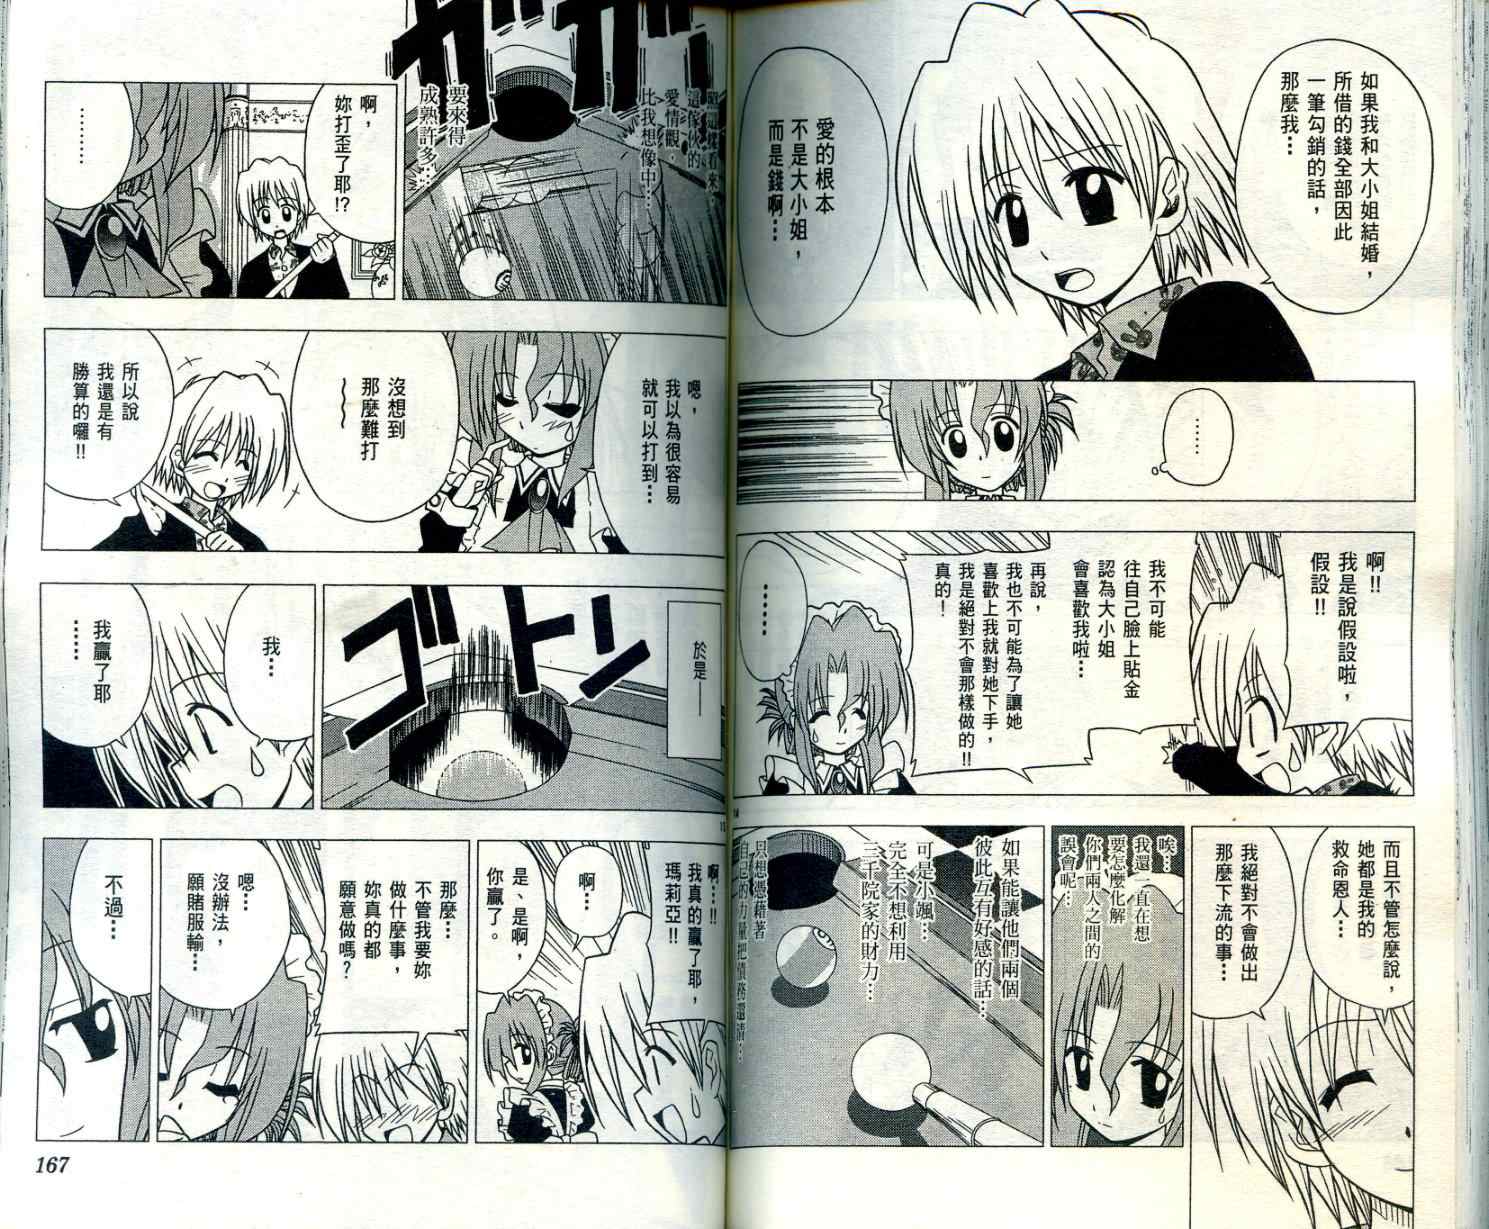 如果我和大小姐結婚，
所借的錢全部因此
一筆勾銷的話，
那麼我…
愛的根本
不是大小姐，
而是錢啊…
……
啊!!
我是說假設啦，
假設!!
我不可能
往自己臉上貼金
認為大小姐
會喜歡我啦…
再說，
我也不可能為了讓她
喜歡上我就對她下手，
我是絕對不會那樣做的!!
真的！
……
而且不管怎麼說，
她都是我的
救命恩人…
我絕對不會做出
那麼下流的事…
唉…
我還一直在想
要怎麼化解
你們兩人之間的
誤會呢…
如果能讓他們兩個
彼此互有好感的話…
可是小颯…
完全不想利用
三千院家的財力…
只想憑藉著
自己的力量把債務還清…
ガガ
照這樣看來…
這傢伙的
愛情觀，
比我想像中…
要來得
成熟許多…
啊，
妳打歪了耶!?
………
嗯，
我以為很容易
就可以打到…
沒想到
那麼難打
~~
所以說
我還是有
勝算的囉!!
於是——
ゴトン
我…
我贏了耶
……
啊…!!
我真的贏了耶，
瑪莉亞!!
啊…
是、是啊，
你贏了。
那麼…
不管我要妳
做什麼事，
妳真的都
願意做嗎？
嗯…
沒辦法，
願賭服輸…
不過…
167